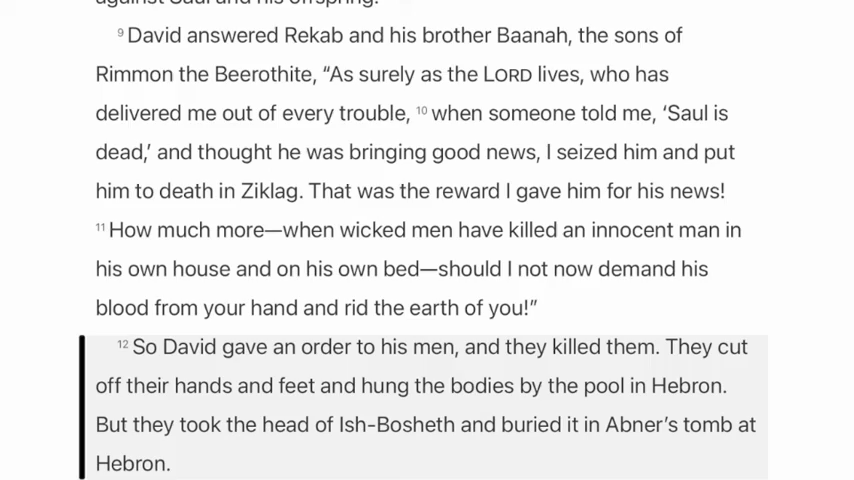 against Saul and his offspring.”
⁹ David answered Rekab and his brother Baanah, the sons of
Rimmon the Beerothite, “As surely as the LORD lives, who has
delivered me out of every trouble, ¹⁰ when someone told me, ‘Saul is
dead,’ and thought he was bringing good news, I seized him and put
him to death in Ziklag. That was the reward I gave him for his news!
¹¹ How much more—when wicked men have killed an innocent man in
his own house and on his own bed—should I not now demand his
blood from your hand and rid the earth of you!”
¹² So David gave an order to his men, and they killed them. They cut
off their hands and feet and hung the bodies by the pool in Hebron.
But they took the head of Ish-Bosheth and buried it in Abner’s tomb at
Hebron.